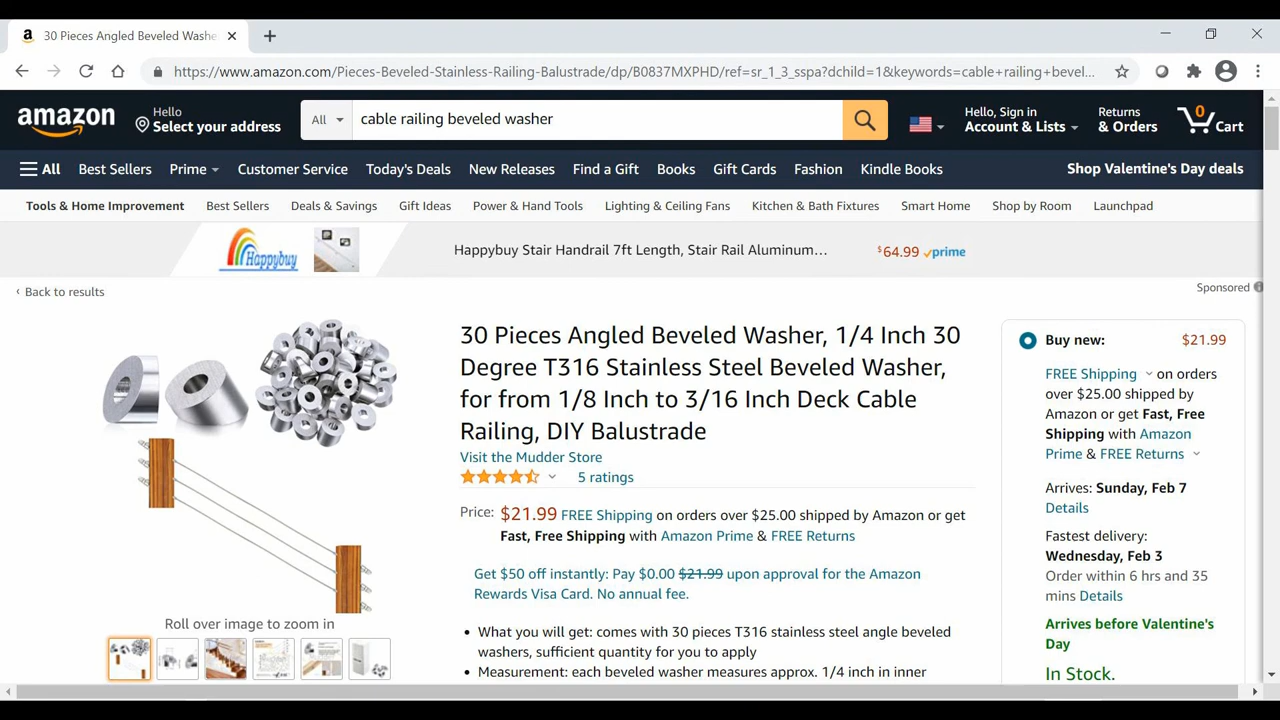 30 Pieces Angled Beveled Washe
https://www.amazon.com/Pieces-Beveled-Stainless-Railing-Balustrade/dp/B0837MXPHD/ref=sr_1_3_sspa?dchild=1&keywords=cable+railing+bevel...
amazon
Hello
Select your address
All
cable railing beveled washer
Hello, Sign in
Account & Lists
Returns
& Orders
0
Cart
All
Best Sellers
Prime
Customer Service
Today's Deals
New Releases
Find a Gift
Books
Gift Cards
Fashion
Kindle Books
Shop Valentine's Day deals
Tools & Home Improvement
Best Sellers
Deals & Savings
Gift Ideas
Power & Hand Tools
Lighting & Ceiling Fans
Kitchen & Bath Fixtures
Smart Home
Shop by Room
Launchpad
Happybuy
Happybuy Stair Handrail 7ft Length, Stair Rail Aluminum...
$64.99 prime
‹ Back to results
Sponsored
30 Pieces Angled Beveled Washer, 1/4 Inch 30
Degree T316 Stainless Steel Beveled Washer,
for from 1/8 Inch to 3/16 Inch Deck Cable
Railing, DIY Balustrade
Visit the Mudder Store
5 ratings
Price: $21.99 FREE Shipping on orders over $25.00 shipped by Amazon or get
Fast, Free Shipping with Amazon Prime & FREE Returns
Get $50 off instantly: Pay $0.00 $21.99 upon approval for the Amazon
Rewards Visa Card. No annual fee.
• What you will get: comes with 30 pieces T316 stainless steel angle beveled
washers, sufficient quantity for you to apply
• Measurement: each beveled washer measures approx. 1/4 inch in inner
Roll over image to zoom in
Buy new: $21.99
FREE Shipping on orders
over $25.00 shipped by
Amazon or get Fast, Free
Shipping with Amazon
Prime & FREE Returns
Arrives: Sunday, Feb 7
Details
Fastest delivery:
Wednesday, Feb 3
Order within 6 hrs and 35
mins Details
Arrives before Valentine's
Day
In Stock.